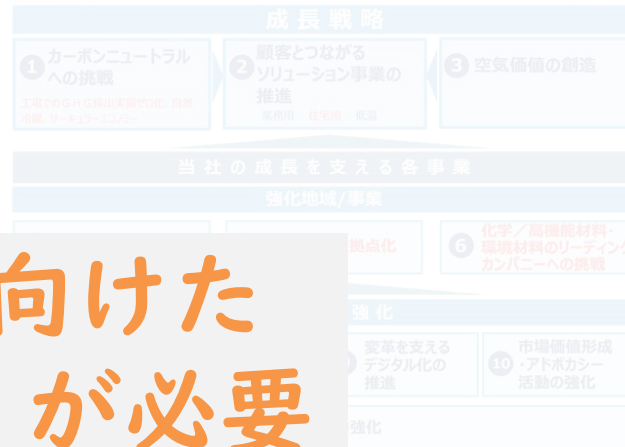 成長戦略
1 カーボンニュートラル
への挑戦
2 顧客とつながる
ソリューション事業の
推進
業務用 住宅用 低温
3 空気価値の創造
当社の成長を支える各事業
強化地域/事業
拠点化
6 化学/高機能材料・
環境材料のリーディング
カンパニーへの挑戦
強化
変革を支える
デジタル化の
推進
10 市場価値形成
・アドボカシー
活動の強化
強化
向けた
が必要